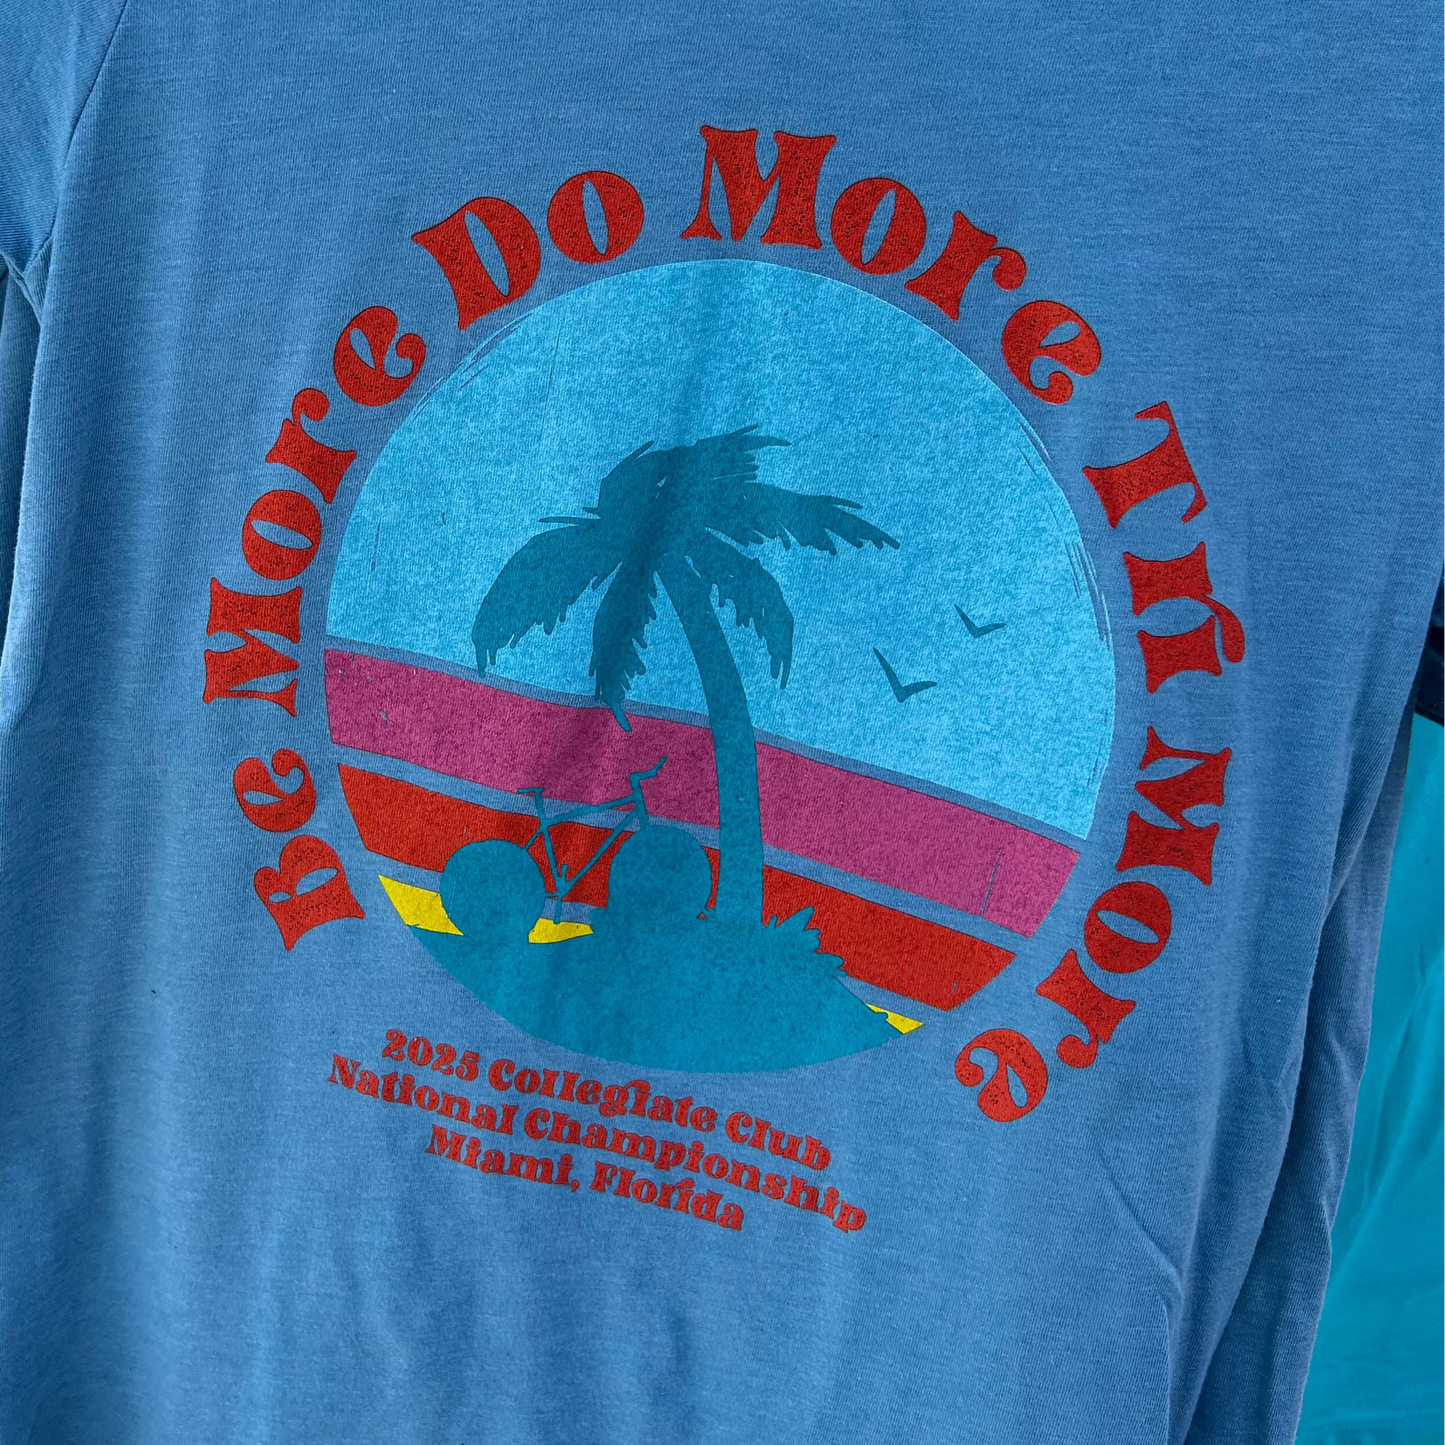 Be More Do More Tri More
2025 Collegiate Club
National Championship
Miami, Florida